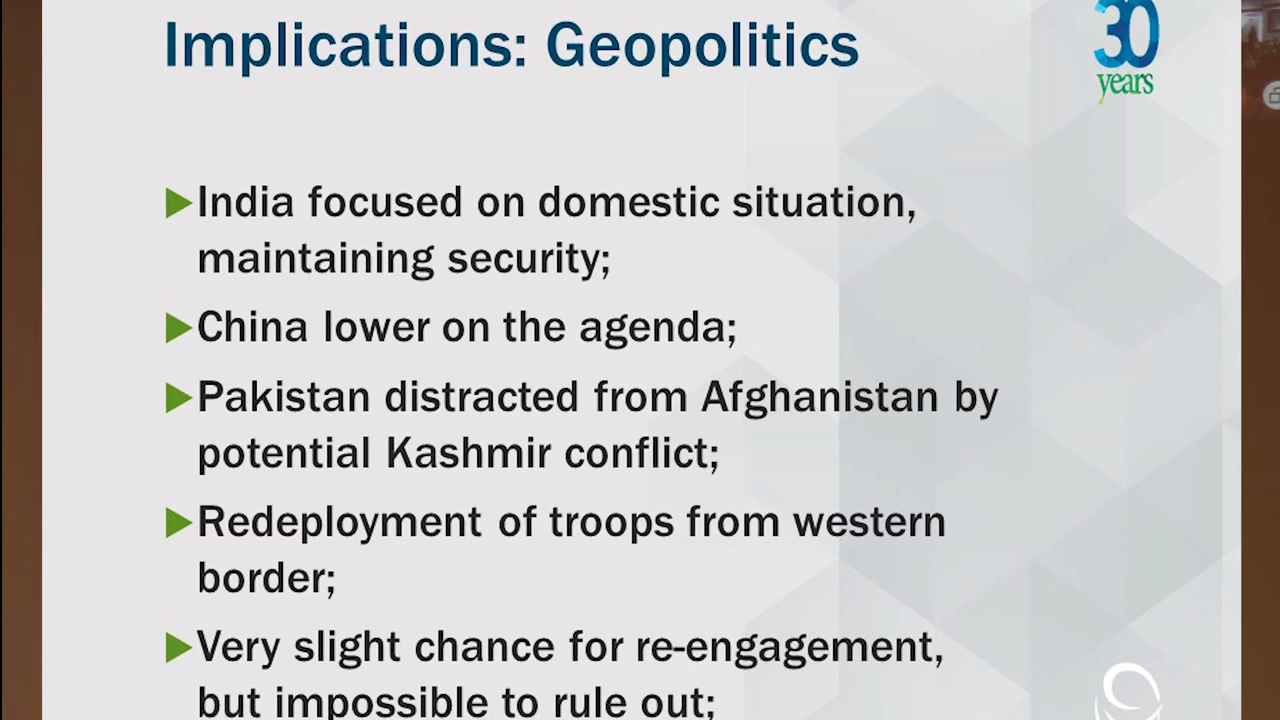 Implications: Geopolitics
30
years
India focused on domestic situation,
maintaining security;
China lower on the agenda;
Pakistan distracted from Afghanistan by
potential Kashmir conflict;
Redeployment of troops from western
border;
Very slight chance for re-engagement,
but impossible to rule out;